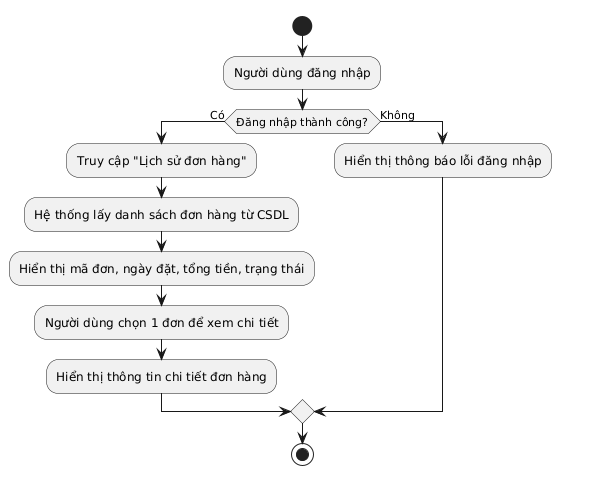 Người dùng đăng nhập
Có
Đăng nhập thành công?
Không
Truy cập "Lịch sử đơn hàng"
Hiển thị thông báo lỗi đăng nhập
Hệ thống lấy danh sách đơn hàng từ CSDL
Hiển thị mã đơn, ngày đặt, tổng tiền, trạng thái
Người dùng chọn 1 đơn để xem chi tiết
Hiển thị thông tin chi tiết đơn hàng